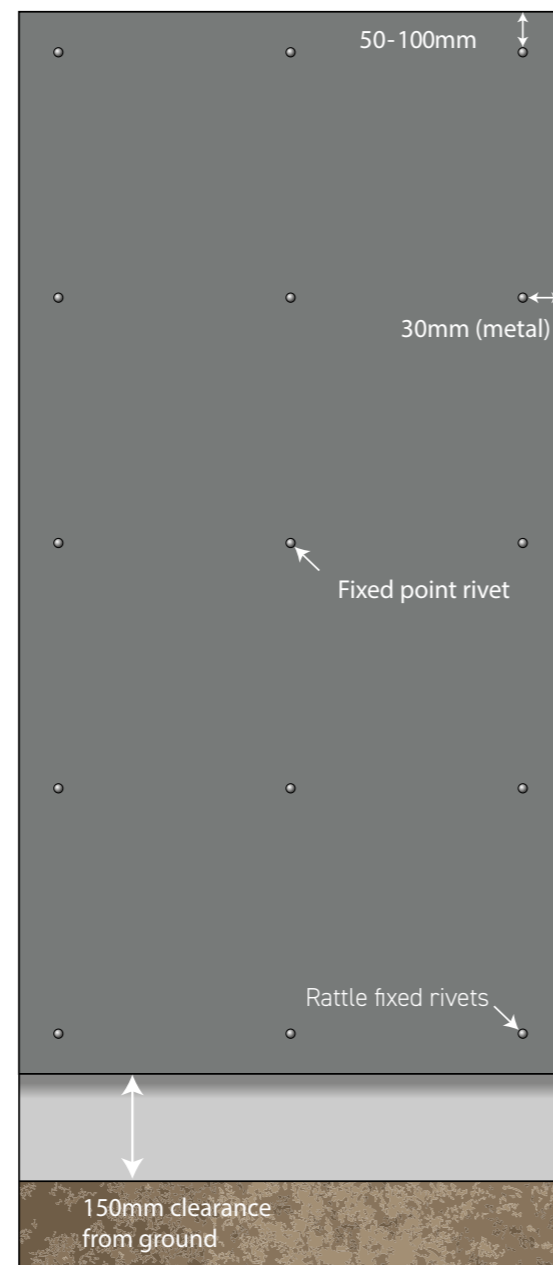 50-100mm
30mm (metal)
Fixed point rivet
Rattle fixed rivets
150mm clearance
from ground